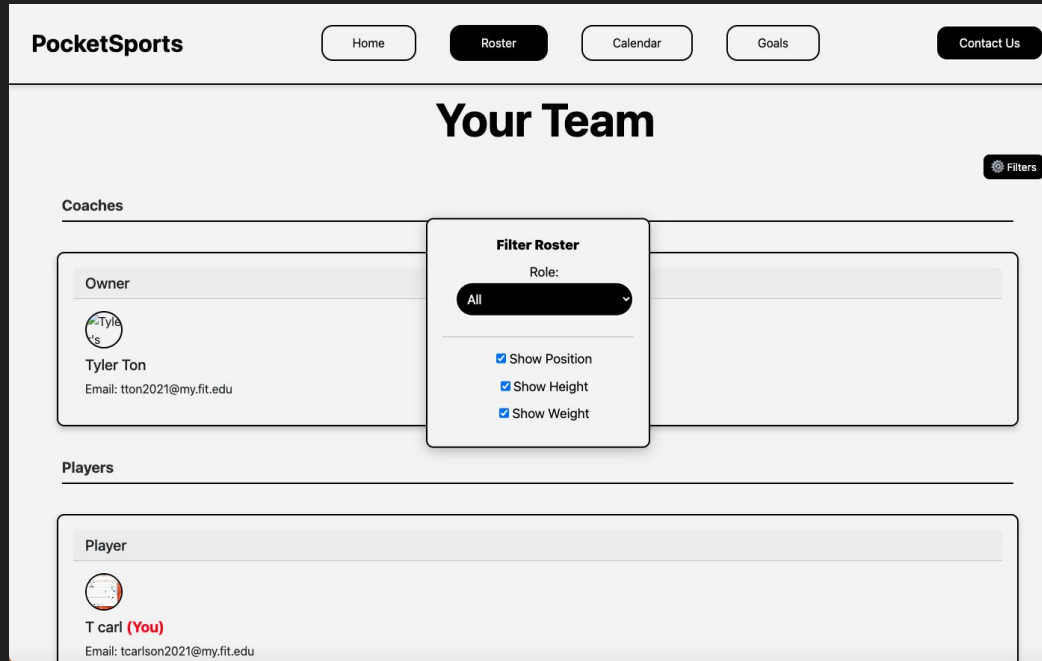 PocketSports
Home
Roster
Calendar
Goals
Contact Us
Your Team
Filters
Coaches
Filter Roster
Role:
All
Owner
Tyle
r's
Tyler Ton
Email: tton2021@my.fit.edu
Show Position
Show Height
Show Weight
Players
Player
T carl (You)
Email: tcarlson2021@my.fit.edu